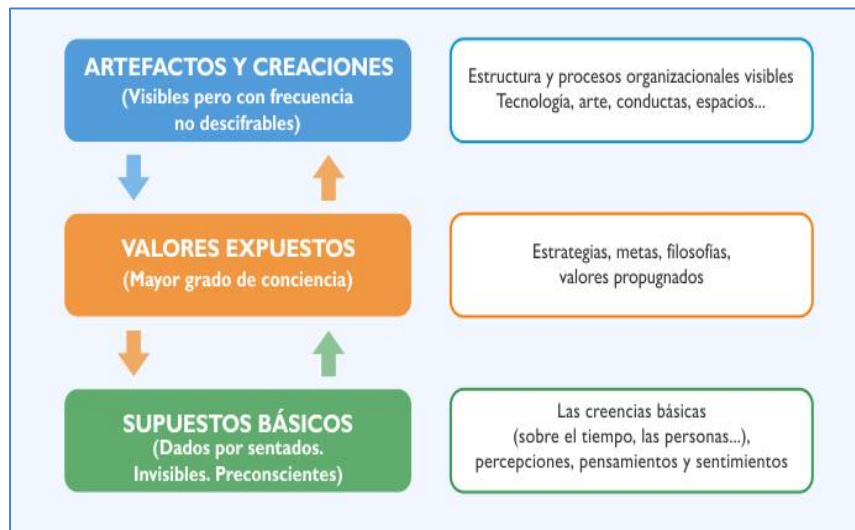 ARTEFACTOS Y CREACIONES
(Visibles pero con frecuencia
no descifrables)
Estructura y procesos organizacionales visibles
Tecnología, arte, conductas, espacios...
VALORES EXPUESTOS
(Mayor grado de conciencia)
Estrategias, metas, filosofías,
valores propugnados
SUPUESTOS BÁSICOS
(Dados por sentados.
Invisibles. Preconscientes)
Las creencias básicas
(sobre el tiempo, las personas...),
percepciones, pensamientos y sentimientos